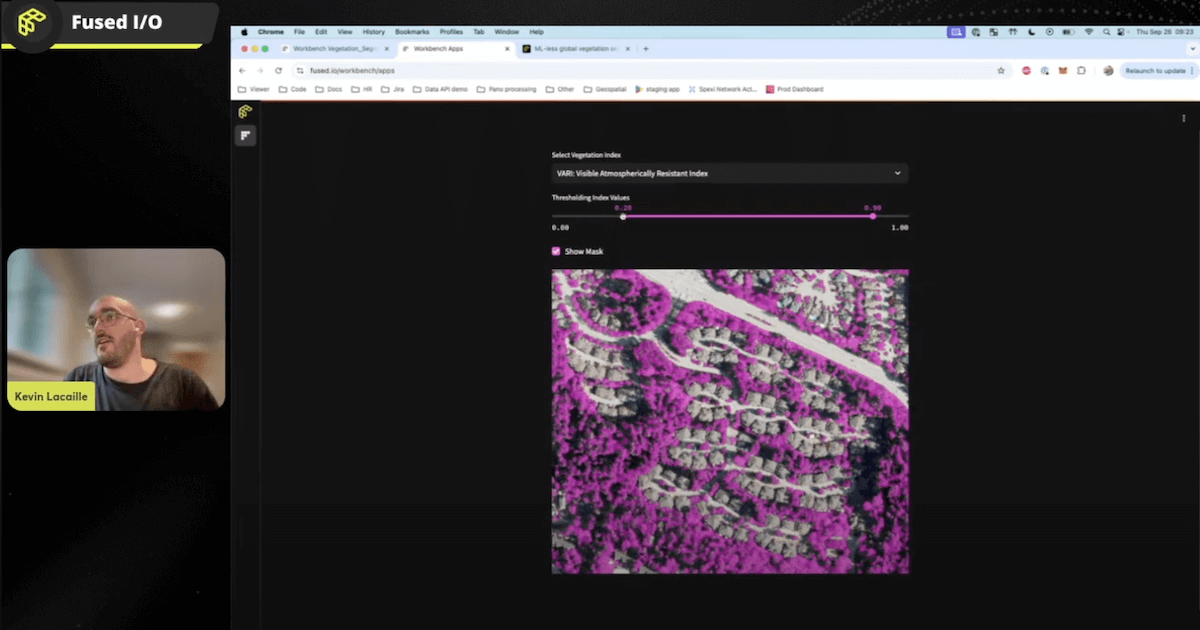 Fused I/O
Chrome File Edit View History Bookmarks Profiles Tab Window Help
Thu Sep 26 09:23
Workbench Vegetation_Seg
Workbench Apps
ML-less global vegetation se
fused.io/workbench/apps
Relaunch to update
Viewer Code Docs HR Jira Data API demo Pano processing Other Geospatial staging app Spexi Network Act... Prod Dashboard
Select Vegetation Index
VARI: Visible Atmospherically Resistant Index
Thresholding Index Values
0.20 0.90
0.00 1.00
Show Mask
Kevin Lacaille